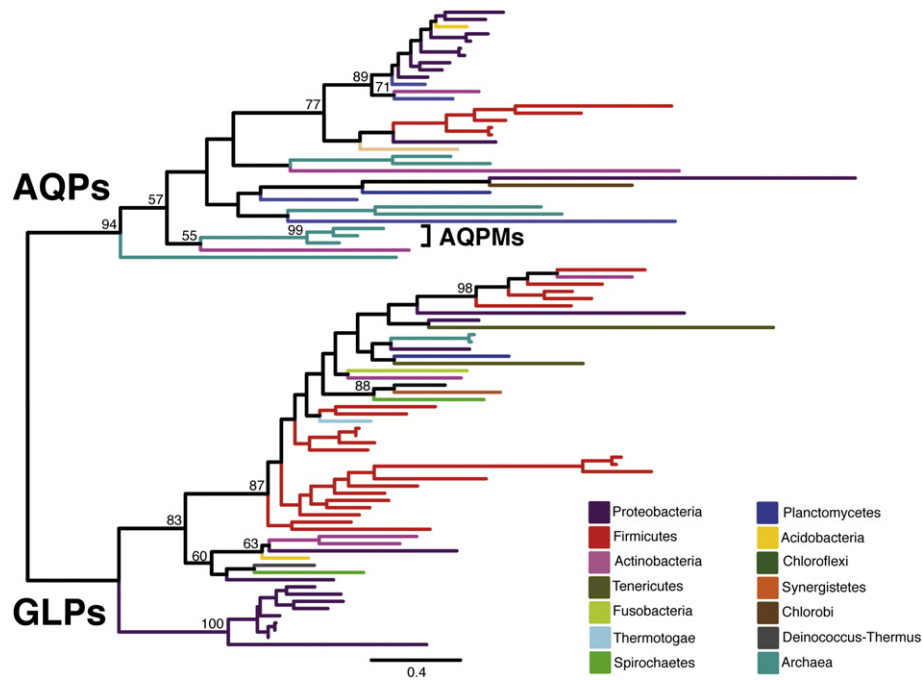 89
71
77
AQPs
57
94
99
55
AQPMs
98
88
87
83
63
60
GLPs
100
0.4
Proteobacteria
Firmicutes
Actinobacteria
Tenericutes
Fusobacteria
Thermotogae
Spirochaetes
Planctomycetes
Acidobacteria
Chloroflexi
Synergistetes
Chlorobi
Deinococcus-Thermus
Archaea